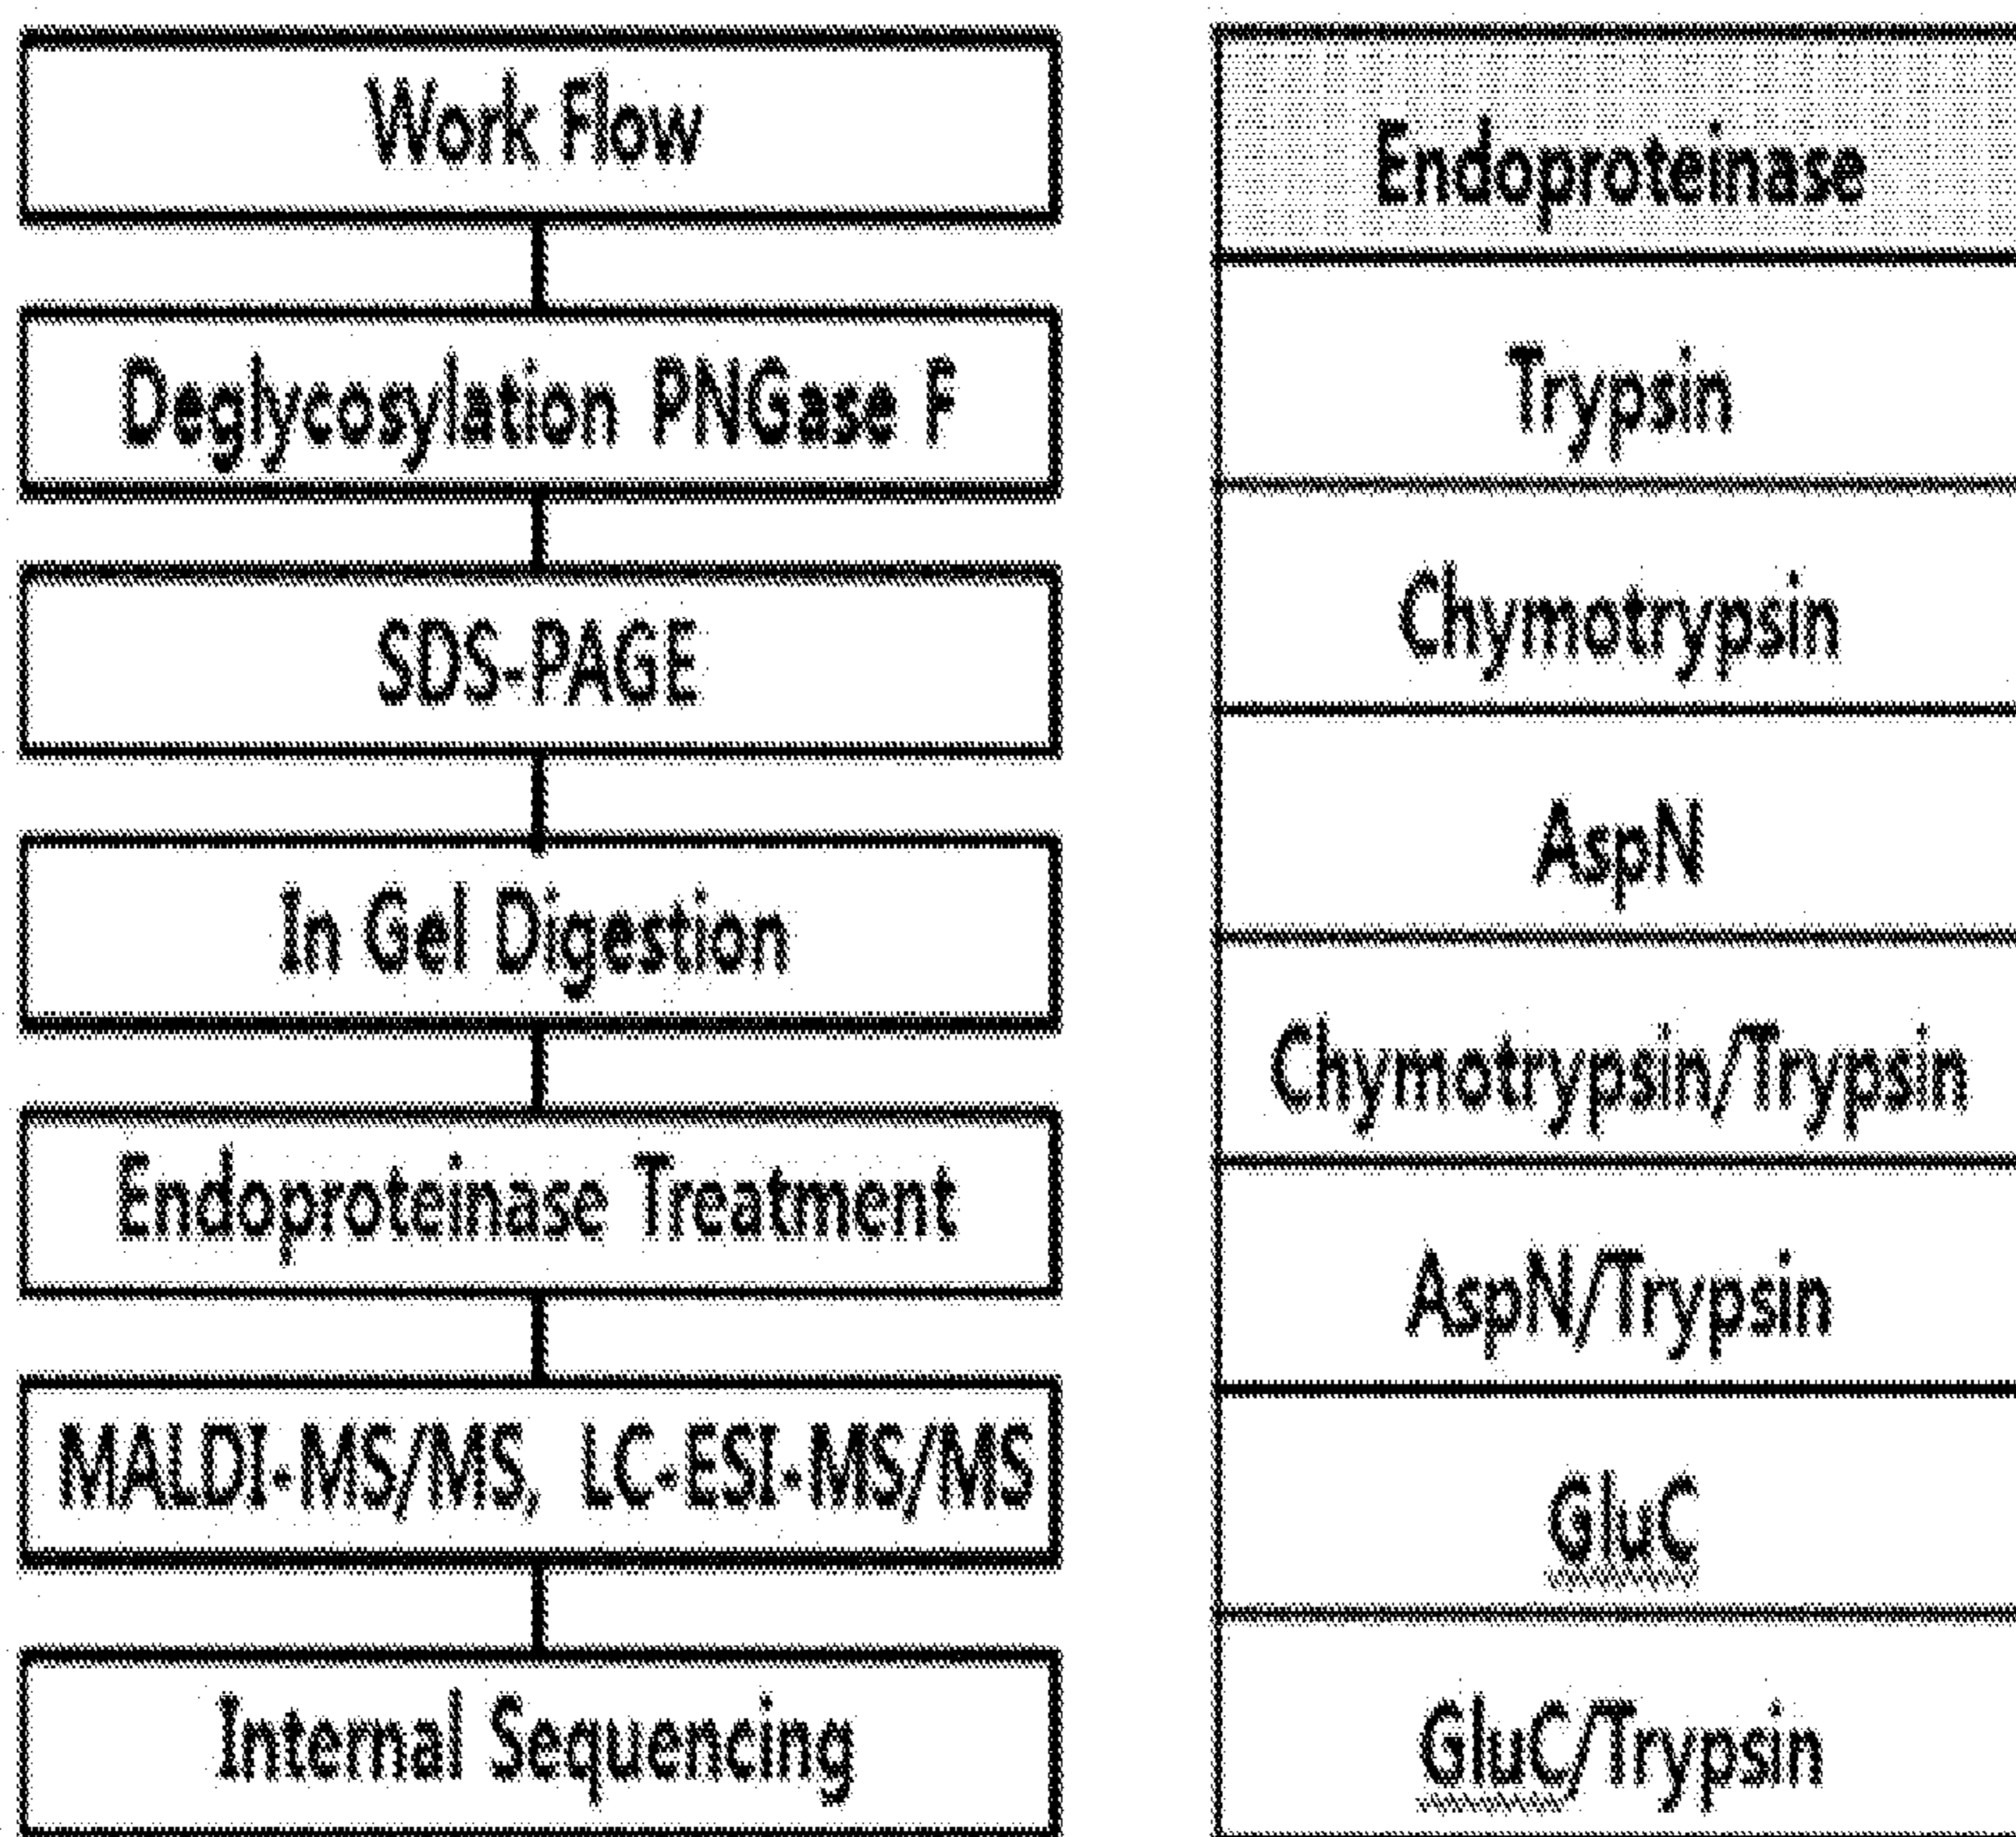 Work Flow
Deglycosylation PNGase F
SDS-PAGE
In Gel Digestion
Endoproteinase Treatment
MALDI-MS/MS, LC-ESI-MS/MS
Internal Sequencing
Endoproteinase
Trypsin
Chymotrypsin
AspN
Chymotrypsin/Trypsin
AspN/Trypsin
GluC
GluC/Trypsin